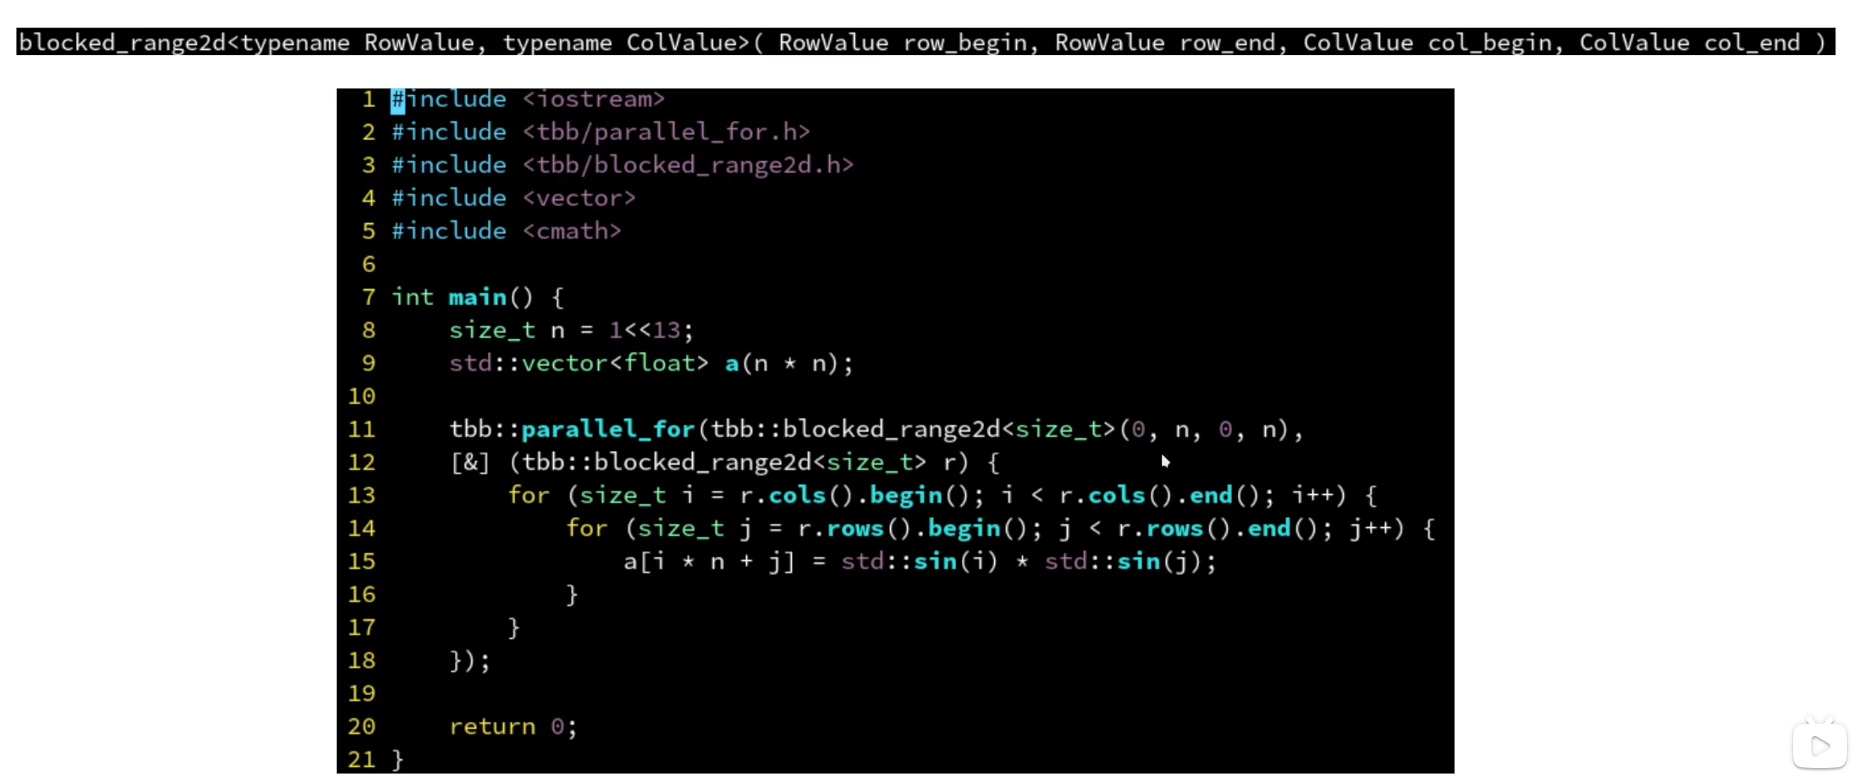 blocked_range2d<typename RowValue, typename ColValue>( RowValue row_begin, RowValue row_end, ColValue col_begin, ColValue col_end )
1 #include <iostream>
2 #include <tbb/parallel_for.h>
3 #include <tbb/blocked_range2d.h>
4 #include <vector>
5 #include <cmath>
6
7 int main() {
8     size_t n = 1<<13;
9     std::vector<float> a(n * n);
10
11     tbb::parallel_for(tbb::blocked_range2d<size_t>(0, n, 0, n),
12     [&] (tbb::blocked_range2d<size_t> r) {
13         for (size_t i = r.cols().begin(); i < r.cols().end(); i++) {
14             for (size_t j = r.rows().begin(); j < r.rows().end(); j++) {
15                 a[i * n + j] = std::sin(i) * std::sin(j);
16             }
17         }
18     });
19
20     return 0;
21 }